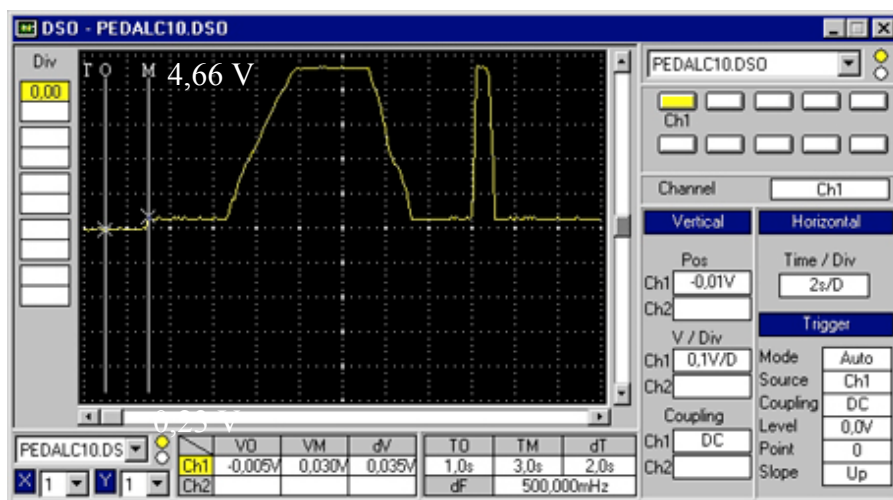 DSO - PEDALC10.DSO
Div
0,00
T O M
4,66 V
0,23 V
PEDALC10.DSO
Ch1
Channel Ch1
Vertical Horizontal
Pos Time / Div
Ch1 -0,01V 2s/D
Ch2
Trigger
V / Div
Ch1 0,1V/D
Ch2
Coupling
Ch1 DC
Ch2
Mode Auto
Source Ch1
Coupling DC
Level 0,0V
Point 0
Slope Up
PEDALC10.DS
X 1 Y 1
VO VM dV
Ch1 -0,005V 0,030V 0,035V
Ch2
TO TM dT
1,0s 3,0s 2,0s
dF 500,000mHz